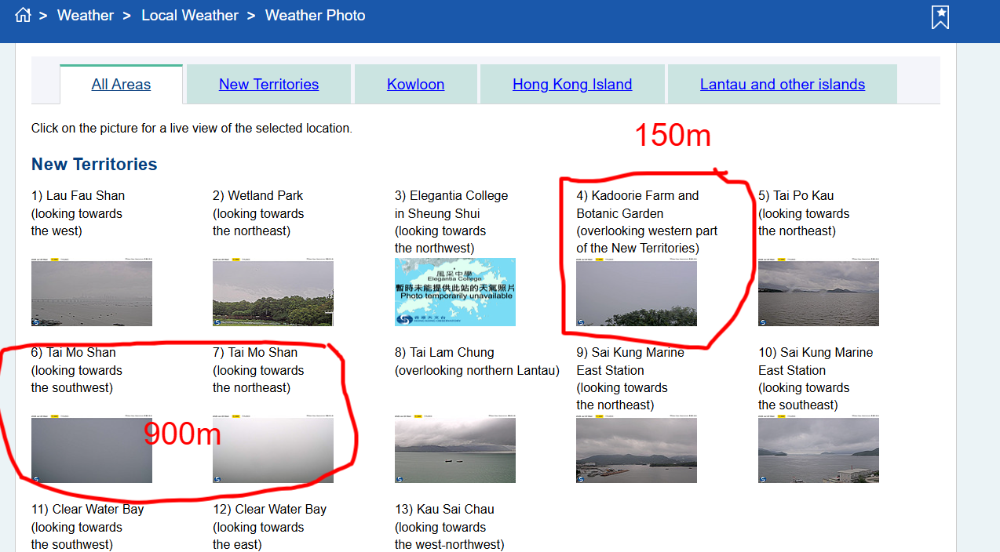 > Weather > Local Weather > Weather Photo
All Areas
New Territories
Kowloon
Hong Kong Island
Lantau and other islands
Click on the picture for a live view of the selected location.
150m
New Territories
1) Lau Fau Shan
(looking towards
the west)
2) Wetland Park
(looking towards
the northeast)
3) Elegantia College
in Sheung Shui
(looking towards
the northwest)
4) Kadoorie Farm and
Botanic Garden
(overlooking western part
of the New Territories)
5) Tai Po Kau
(looking towards
the northeast)
風采中學
Elegantia College
暫時未能提供此站的天氣照片
Photo temporarily unavailable
香港天文台
HONG KONG OBSERVATORY
6) Tai Mo Shan
(looking towards
the southwest)
7) Tai Mo Shan
(looking towards
the northeast)
8) Tai Lam Chung
(overlooking northern Lantau)
9) Sai Kung Marine
East Station
(looking towards
the northeast)
10) Sai Kung Marine
East Station
(looking towards
the southeast)
900m
11) Clear Water Bay
(looking towards
the southwest)
12) Clear Water Bay
(looking towards
the east)
13) Kau Sai Chau
(looking towards
the west-northwest)